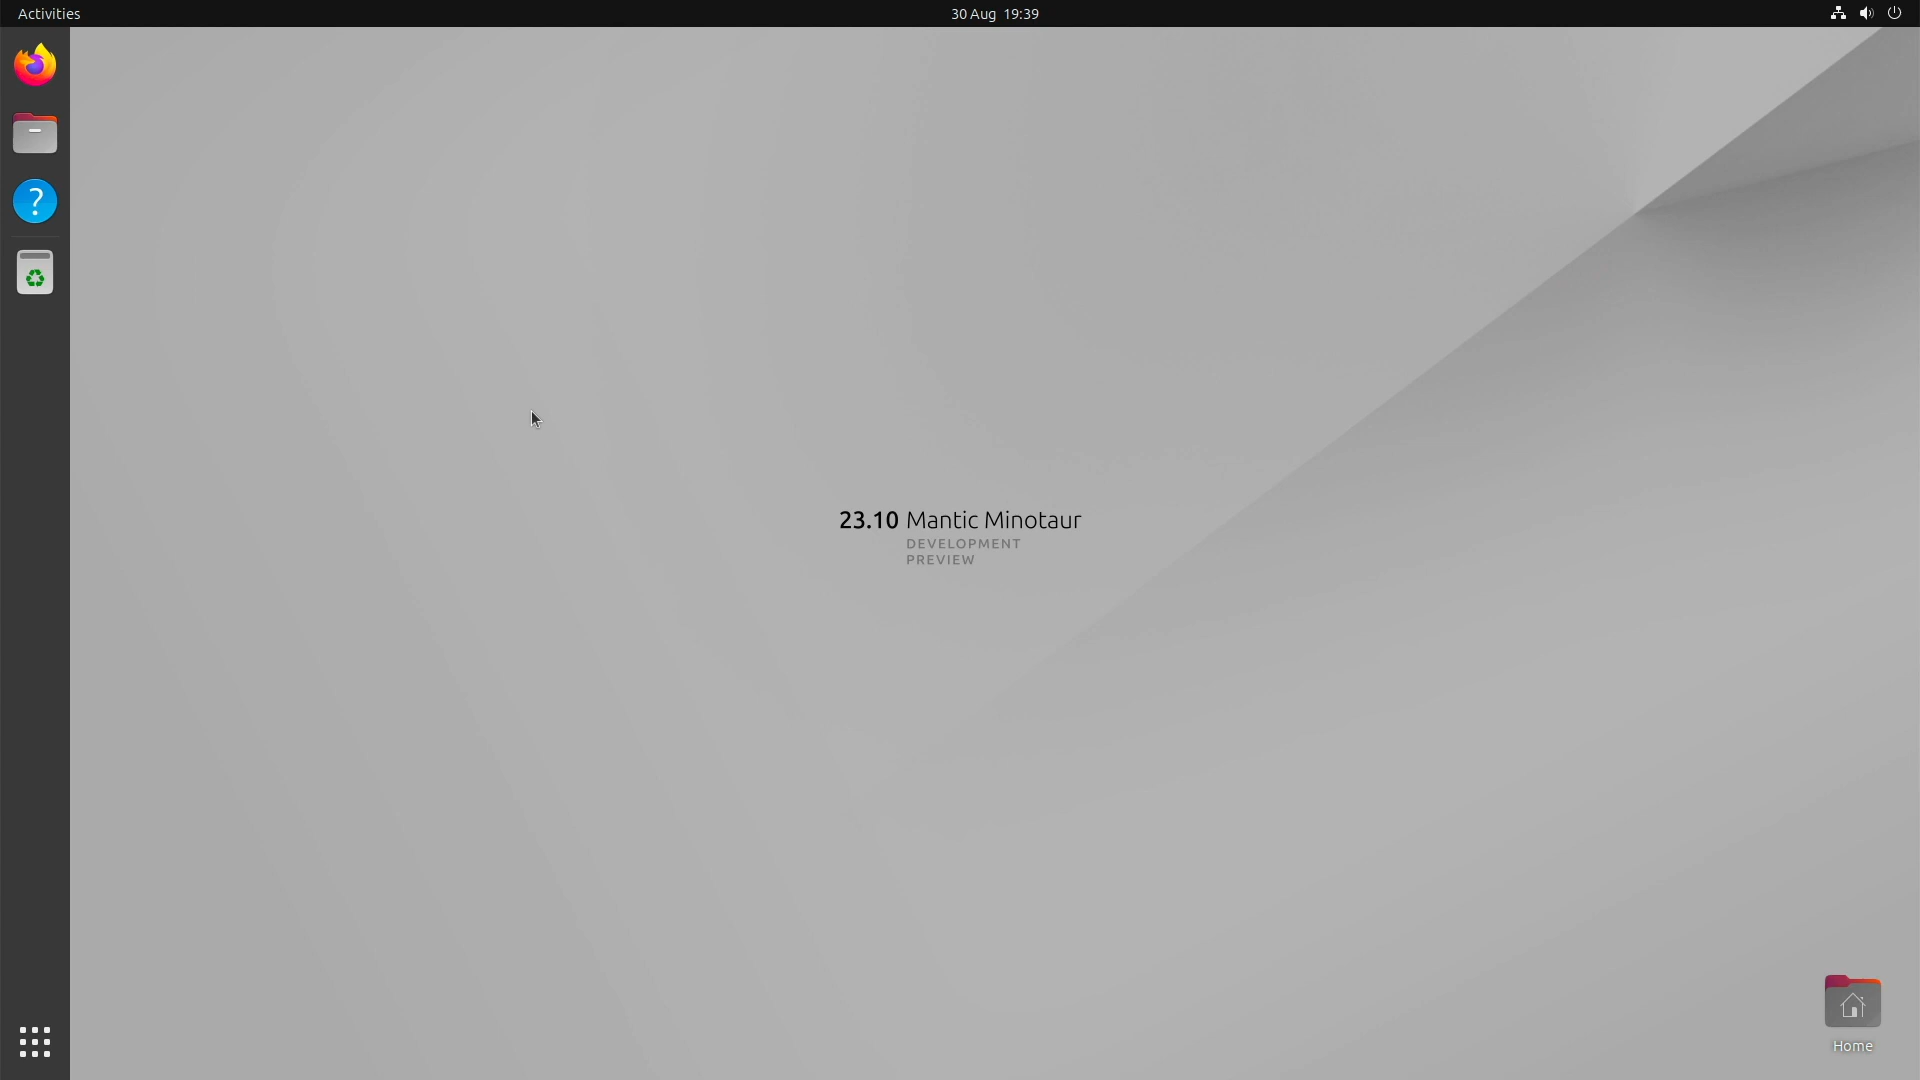 Activities
30 Aug 19:39
?
23.10 Mantic Minotaur
DEVELOPMENT
PREVIEW
Home